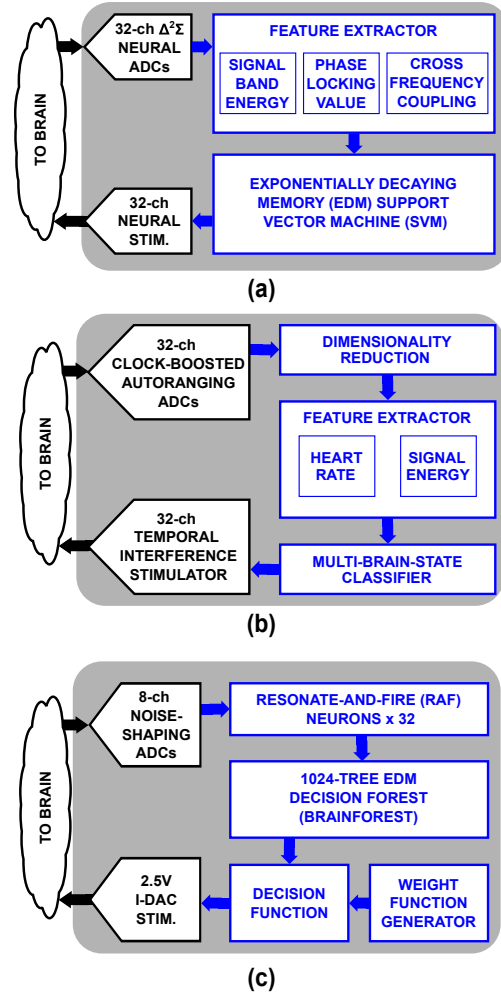 TO BRAIN
32-ch Δ²Σ
NEURAL
ADCs
FEATURE EXTRACTOR
SIGNAL
BAND
ENERGY
PHASE
LOCKING
VALUE
CROSS
FREQUENCY
COUPLING
EXPONENTIALLY DECAYING
MEMORY (EDM) SUPPORT
VECTOR MACHINE (SVM)
32-ch
NEURAL
STIM.
(a)
TO BRAIN
32-ch
CLOCK-BOOSTED
AUTORANGING
ADCs
DIMENSIONALITY
REDUCTION
FEATURE EXTRACTOR
HEART
RATE
SIGNAL
ENERGY
32-ch
TEMPORAL
INTERFERENCE
STIMULATOR
MULTI-BRAIN-STATE
CLASSIFIER
(b)
TO BRAIN
8-ch
NOISE-
SHAPING
ADCs
RESONATE-AND-FIRE (RAF)
NEURONS x 32
1024-TREE EDM
DECISION FOREST
(BRAINFOREST)
2.5V
I-DAC
STIM.
DECISION
FUNCTION
WEIGHT
FUNCTION
GENERATOR
(c)